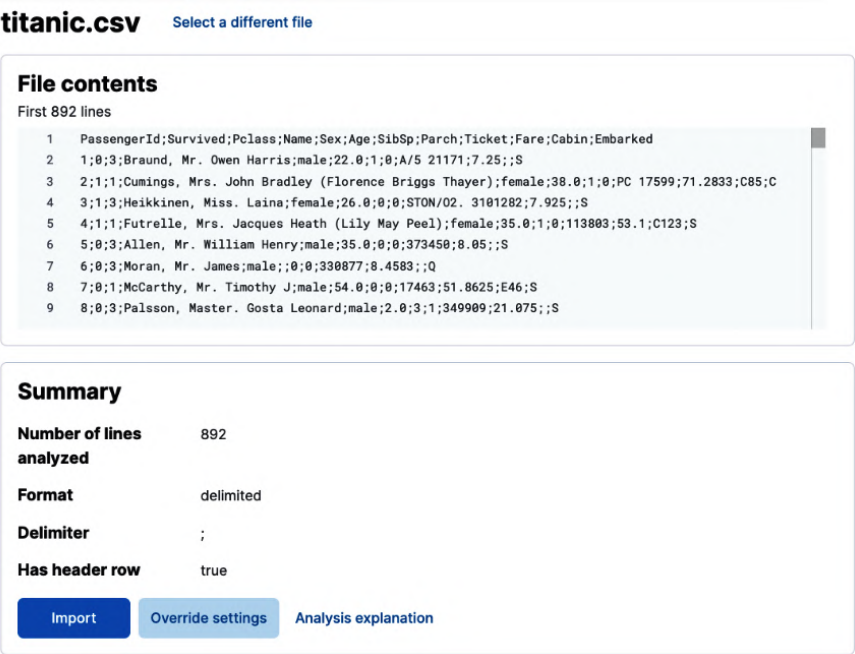 titanic.csv Select a different file
File contents
First 892 lines
1 PassengerId;Survived;Pclass;Name;Sex;Age;SibSp;Parch;Ticket;Fare;Cabin;Embarked
2 1;0;3;Braund, Mr. Owen Harris;male;22.0;1;0;A/5 21171;7.25;;S
3 2;1;1;Cumings, Mrs. John Bradley (Florence Briggs Thayer);female;38.0;1;0;PC 17599;71.2833;C85;C
4 3;1;3;Heikkinen, Miss. Laina;female;26.0;0;0;STON/O2. 3101282;7.925;;S
5 4;1;1;Futrelle, Mrs. Jacques Heath (Lily May Peel);female;35.0;1;0;113803;53.1;C123;S
6 5;0;3;Allen, Mr. William Henry;male;35.0;0;0;373450;8.05;;S
7 6;0;3;Moran, Mr. James;male;;0;0;330877;8.4583;;Q
8 7;0;1;McCarthy, Mr. Timothy J;male;54.0;0;0;17463;51.8625;E46;S
9 8;0;3;Palsson, Master. Gosta Leonard;male;2.0;3;1;349909;21.075;;S
Summary
Number of lines analyzed 892
Format delimited
Delimiter ;
Has header row true
Import Override settings Analysis explanation